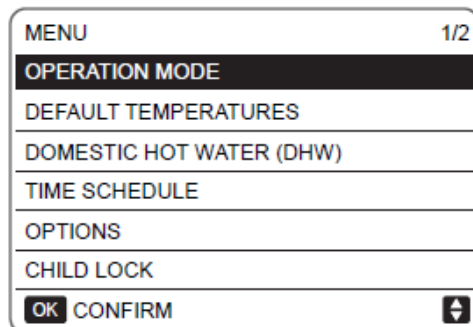 MENU 1/2
OPERATION MODE
DEFAULT TEMPERATURES
DOMESTIC HOT WATER (DHW)
TIME SCHEDULE
OPTIONS
CHILD LOCK
OK CONFIRM